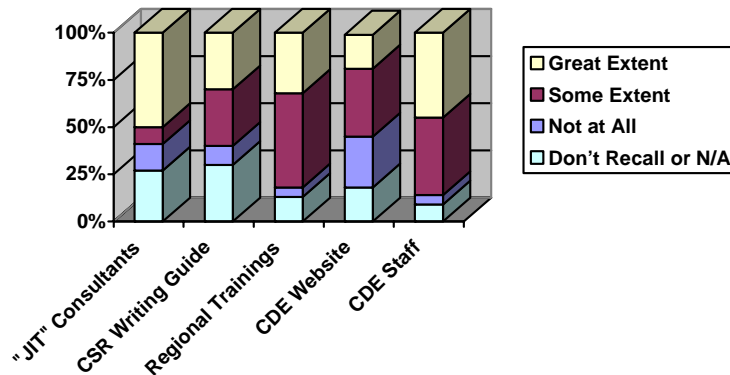 100%
75%
50%
25%
0%
"JIT" Consultants
CSR Writing Guide
Regional Trainings
CDE Website
CDE Staff
Great Extent
Some Extent
Not at All
Don't Recall or N/A